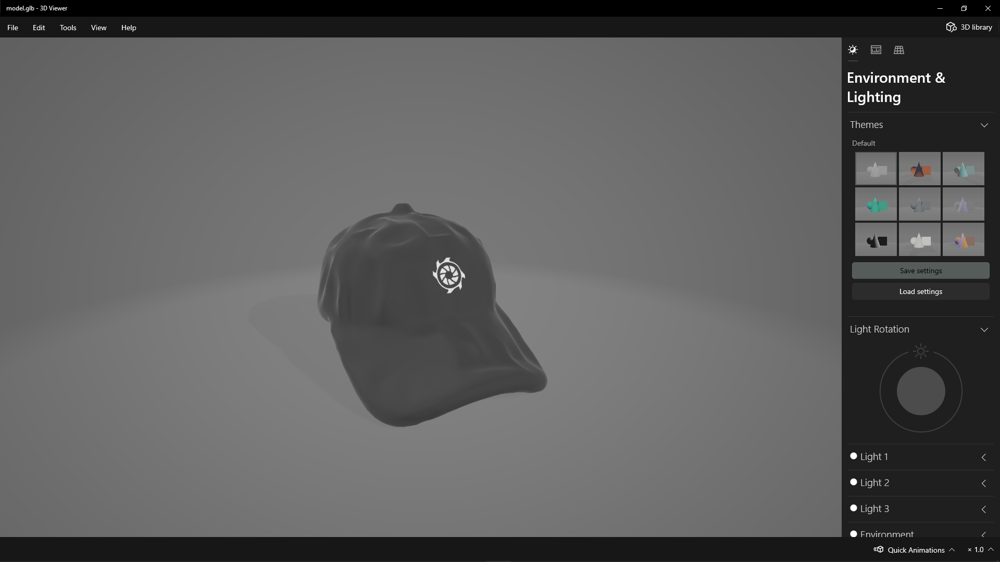 model.glb - 3D Viewer
File Edit Tools View Help
3D library
Environment &
Lighting
Themes
Default
Save settings
Load settings
Light Rotation
Light 1
Light 2
Light 3
Environment
Quick Animations
× 1.0